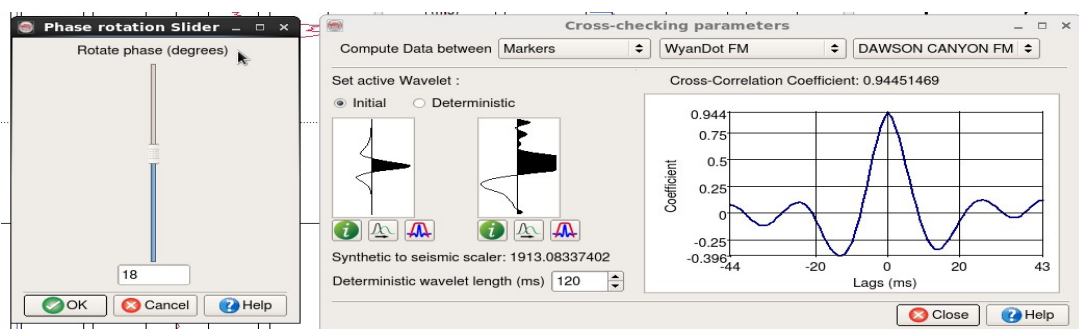 Phase rotation Slider
Rotate phase (degrees)
18
OK Cancel Help
Cross-checking parameters
Compute Data between Markers WyanDot FM DAWSON CANYON FM
Set active Wavelet :
Initial Deterministic
Synthetic to seismic scaler: 1913.08337402
Deterministic wavelet length (ms) 120
Cross-Correlation Coefficient: 0.94451469
0.944
0.75
0.5
0.25
0
-0.25
-0.396
Coefficient
-44 -20 0 20 43
Lags (ms)
Close Help